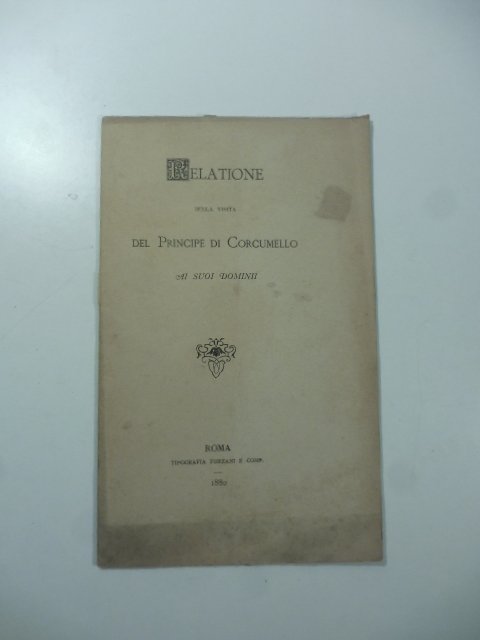 RELATIONE
DELLA VISITA
DEL PRINCIPE DI CORCUMELLO
AI SUOI DOMINII
ROMA
TIPOGRAFIA FORZANI E COMP.
1880